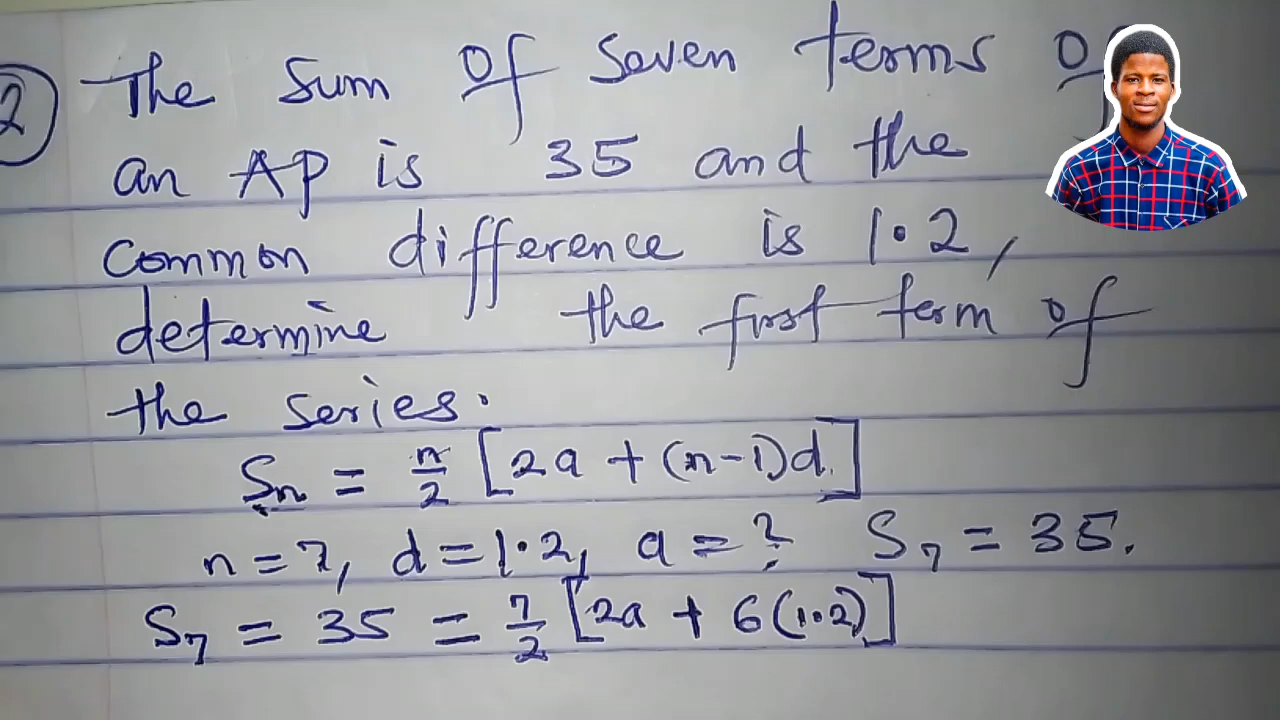 2 The sum of seven terms of
an AP is 35 and the
common difference is 1.2,
determine the first term of
the series.
Sn = n/2 [2a + (n-1)d]
n = 7, d = 1.2, a = ? S7 = 35.
S7 = 35 = 7/2 [2a + 6(1.2)]